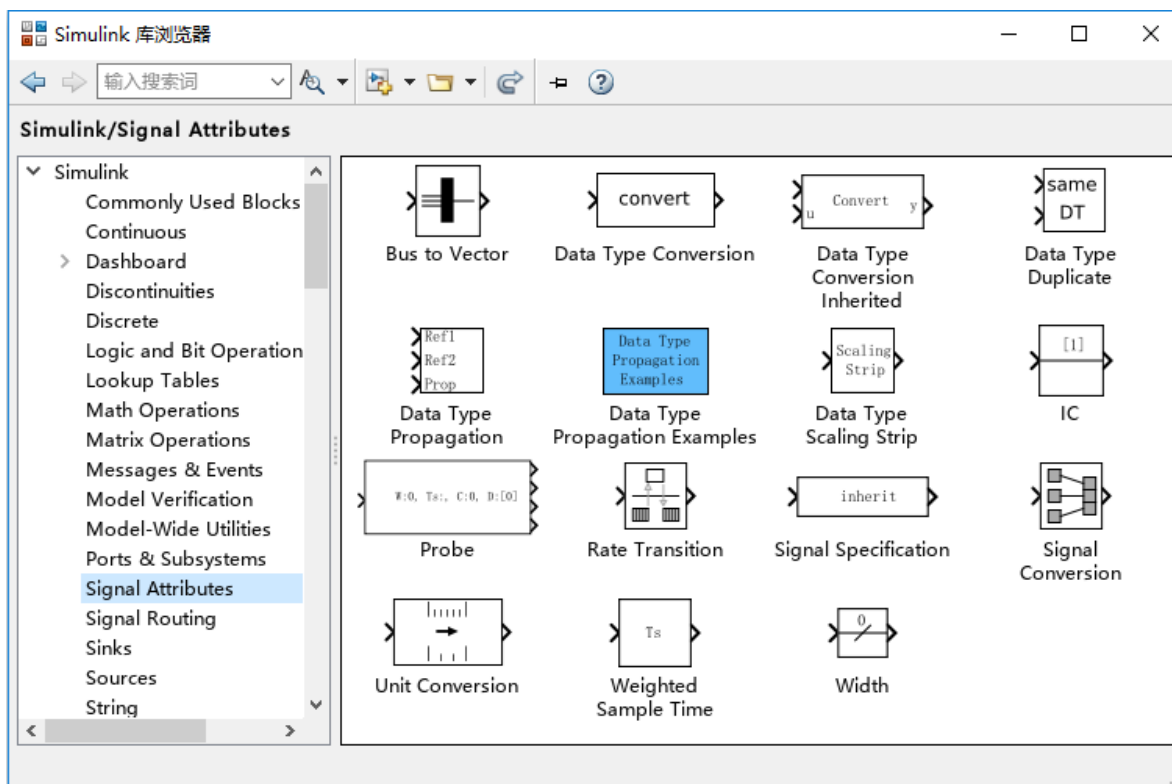 Simulink 库浏览器
输入搜索词
Simulink/Signal Attributes
Simulink
Commonly Used Blocks
Continuous
Dashboard
Discontinuities
Discrete
Logic and Bit Operation
Lookup Tables
Math Operations
Matrix Operations
Messages & Events
Model Verification
Model-Wide Utilities
Ports & Subsystems
Signal Attributes
Signal Routing
Sinks
Sources
String
Bus to Vector
convert
Data Type Conversion
u Convert y
Data Type
Conversion
Inherited
same
DT
Data Type
Duplicate
Ref1
Ref2
Prop
Data Type
Propagation
Data Type
Propagation
Examples
Data Type
Propagation Examples
Scaling
Strip
Data Type
Scaling Strip
[1]
IC
W:0, Ts:, C:0, D:[0]
Probe
Rate Transition
inherit
Signal Specification
Signal
Conversion
Unit Conversion
Ts
Weighted
Sample Time
0
Width